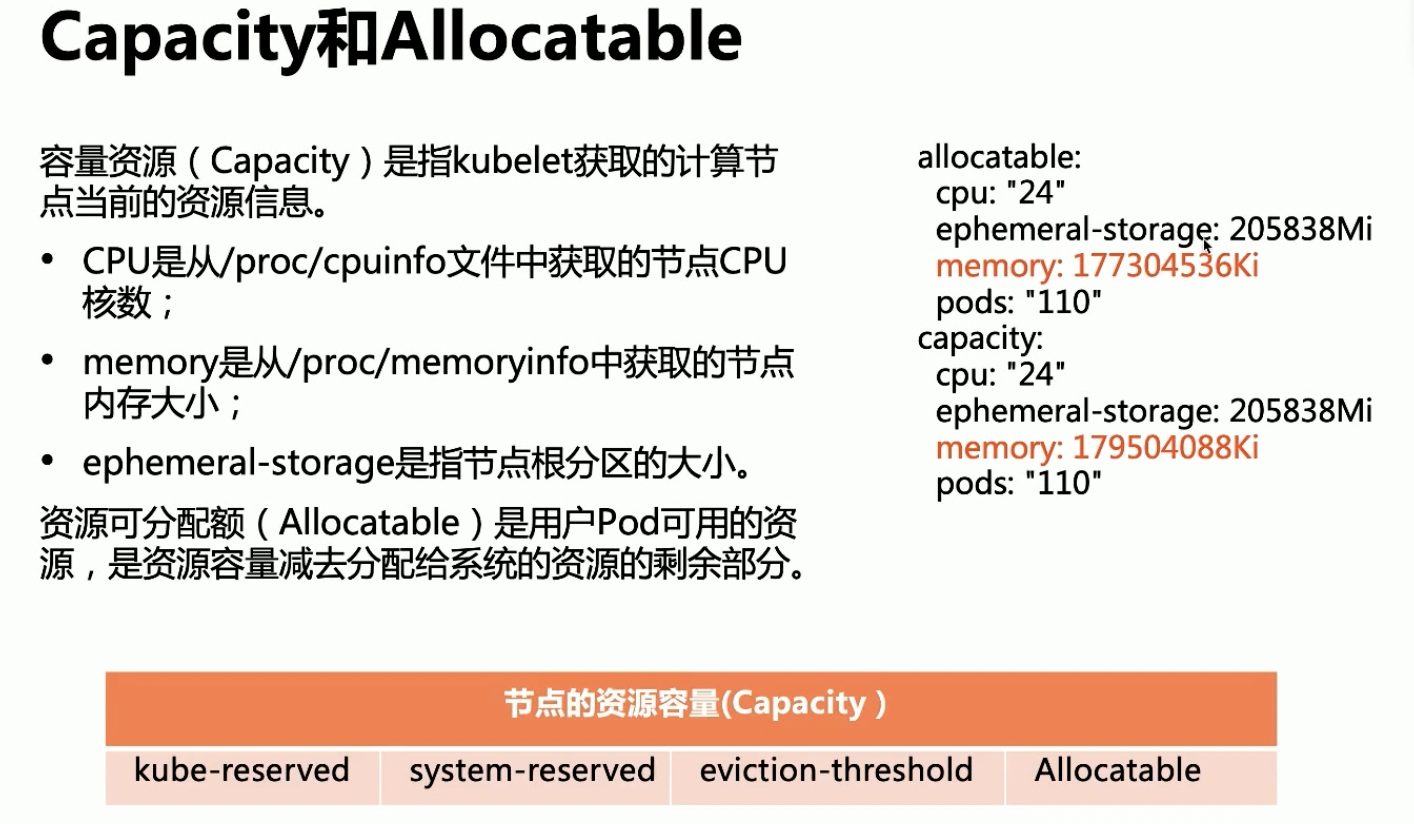 Capacity和Allocatable
容量资源（Capacity）是指kubelet获取的计算节
点当前的资源信息。
• CPU是从/proc/cpuinfo文件中获取的节点CPU
核数；
• memory是从/proc/memoryinfo中获取的节点
内存大小；
• ephemeral-storage是指节点根分区的大小。
资源可分配额（Allocatable）是用户Pod可用的资
源，是资源容量减去分配给系统的资源的剩余部分。
allocatable:
cpu: "24"
ephemeral-storage: 205838Mi
memory: 177304536Ki
pods: "110"
capacity:
cpu: "24"
ephemeral-storage: 205838Mi
memory: 179504088Ki
pods: "110"
节点的资源容量(Capacity）
kube-reserved system-reserved eviction-threshold Allocatable